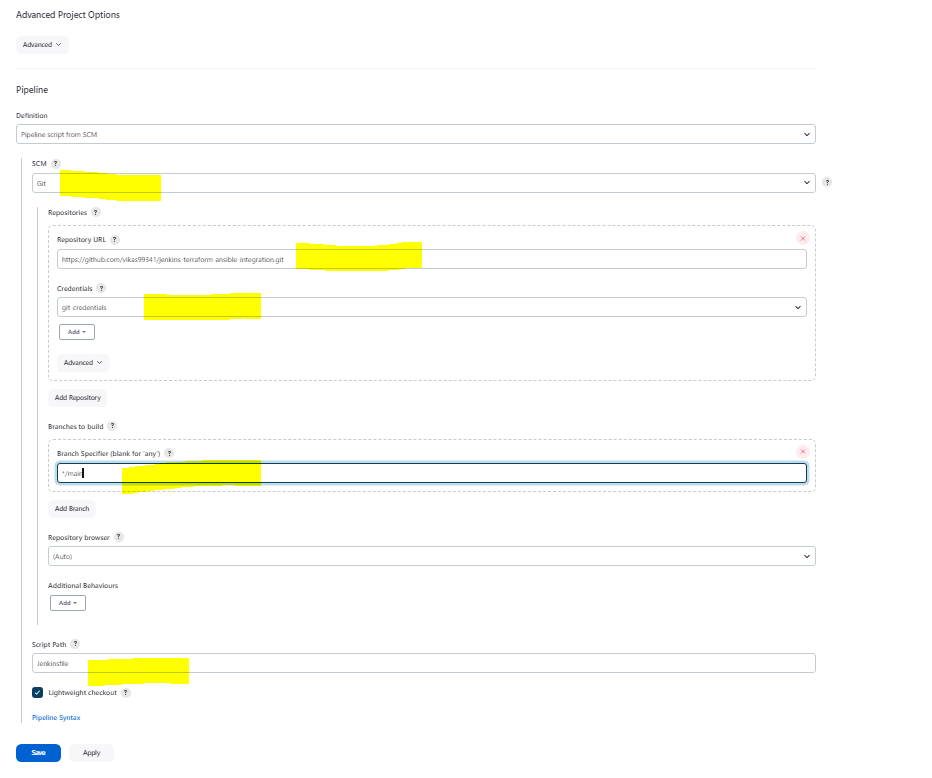 Advanced Project Options
Advanced
Pipeline
Definition
Pipeline script from SCM
SCM ?
Git
?
Repositories ?
Repository URL ?
https://github.com/vikas99341/jenkins-terraform-ansible-integration.git
Credentials ?
git-credentials
Add
Advanced
Add Repository
Branches to build ?
Branch Specifier (blank for 'any') ?
*/main
Add Branch
Repository browser ?
(Auto)
Additional Behaviours
Add
Script Path ?
Jenkinsfile
Lightweight checkout ?
Pipeline Syntax
Save Apply